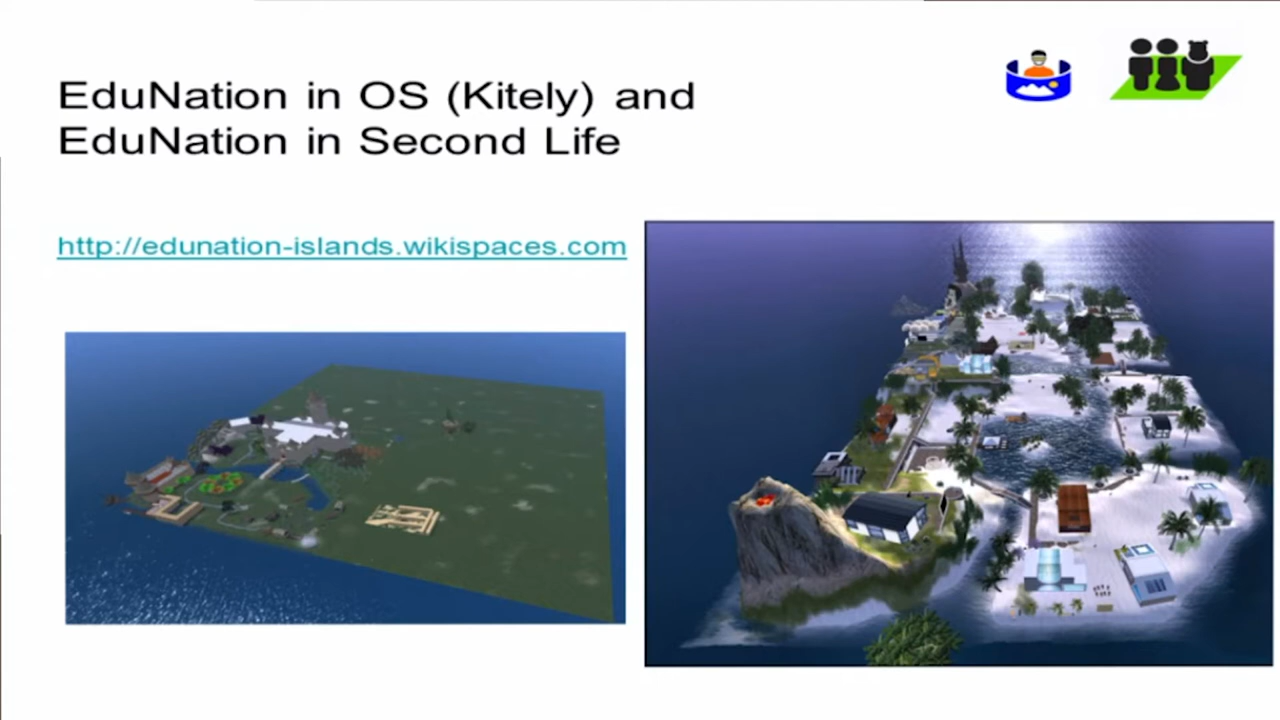 EduNation in OS (Kitely) and
EduNation in Second Life
http://edunation-islands.wikispaces.com